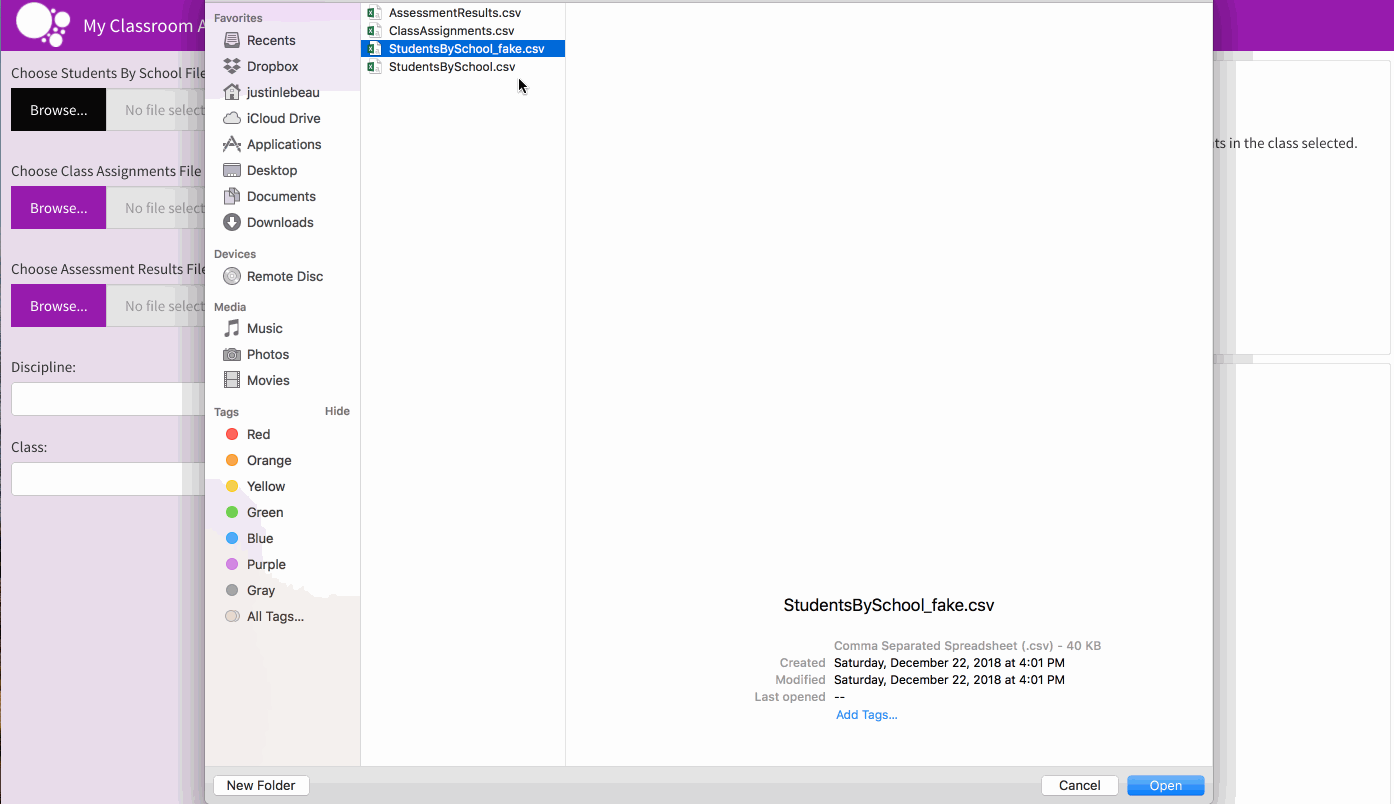 My Classroom A
Choose Students By School File
Browse...
No file select
Choose Class Assignments File
Browse...
No file select
Choose Assessment Results File
Browse...
No file select
Discipline:
Class:
Favorites
Recents
Dropbox
justinlebeau
iCloud Drive
Applications
Desktop
Documents
Downloads
Devices
Remote Disc
Media
Music
Photos
Movies
Tags
Hide
Red
Orange
Yellow
Green
Blue
Purple
Gray
All Tags...
AssessmentResults.csv
ClassAssignments.csv
StudentsBySchool_fake.csv
StudentsBySchool.csv
StudentsBySchool_fake.csv
Comma Separated Spreadsheet (.csv) - 40 KB
Created Saturday, December 22, 2018 at 4:01 PM
Modified Saturday, December 22, 2018 at 4:01 PM
Last opened --
Add Tags...
ts in the class selected.
New Folder
Cancel
Open